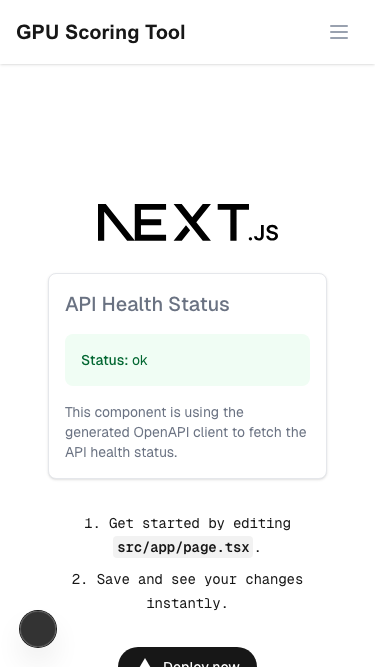 GPU Scoring Tool
NEXT.JS
API Health Status
Status: ok
This component is using the
generated OpenAPI client to fetch the
API health status.
1. Get started by editing
src/app/page.tsx.
2. Save and see your changes
instantly.
Deploy now